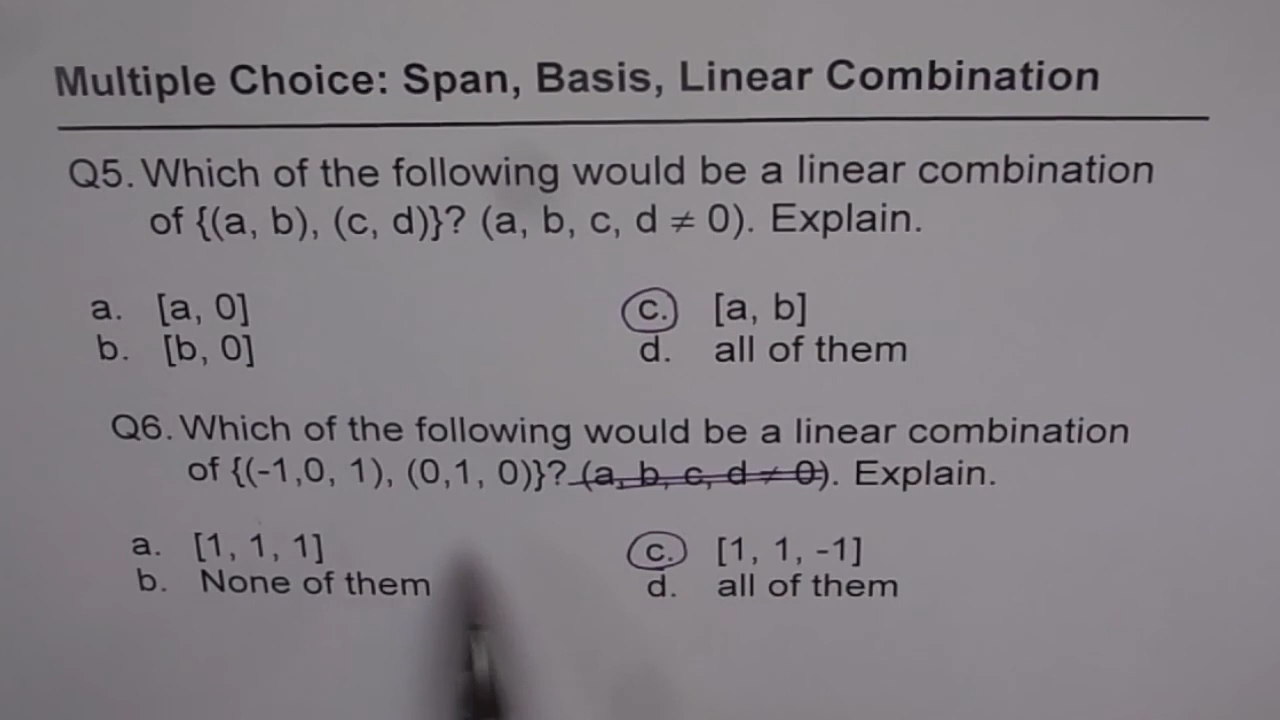 Multiple Choice: Span, Basis, Linear Combination
Q5. Which of the following would be a linear combination
of {(a, b), (c, d)}? (a, b, c, d ≠ 0). Explain.
a. [a, 0]
b. [b, 0]
c. [a, b]
d. all of them
Q6. Which of the following would be a linear combination
of {(-1,0, 1), (0,1, 0)}? (a, b, c, d ≠ 0). Explain.
a. [1, 1, 1]
b. None of them
c. [1, 1, -1]
d. all of them